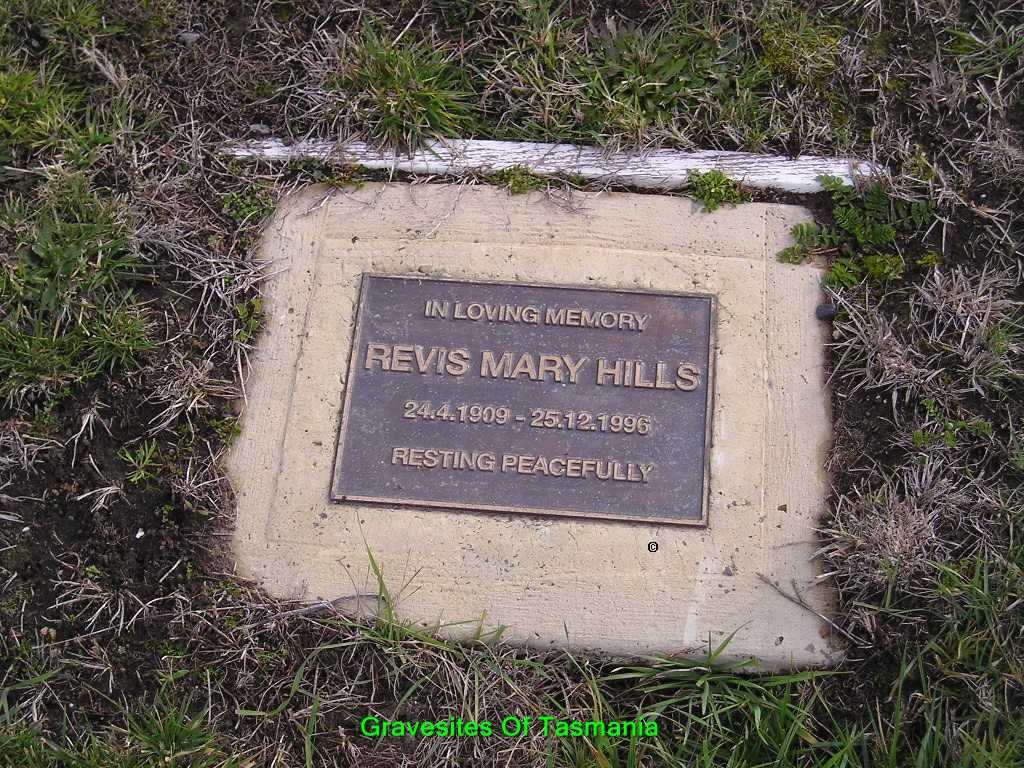 IN LOVING MEMORY
REVIS MARY HILLS
24.4.1909 - 25.12.1996
RESTING PEACEFULLY
©
Gravesites Of Tasmania